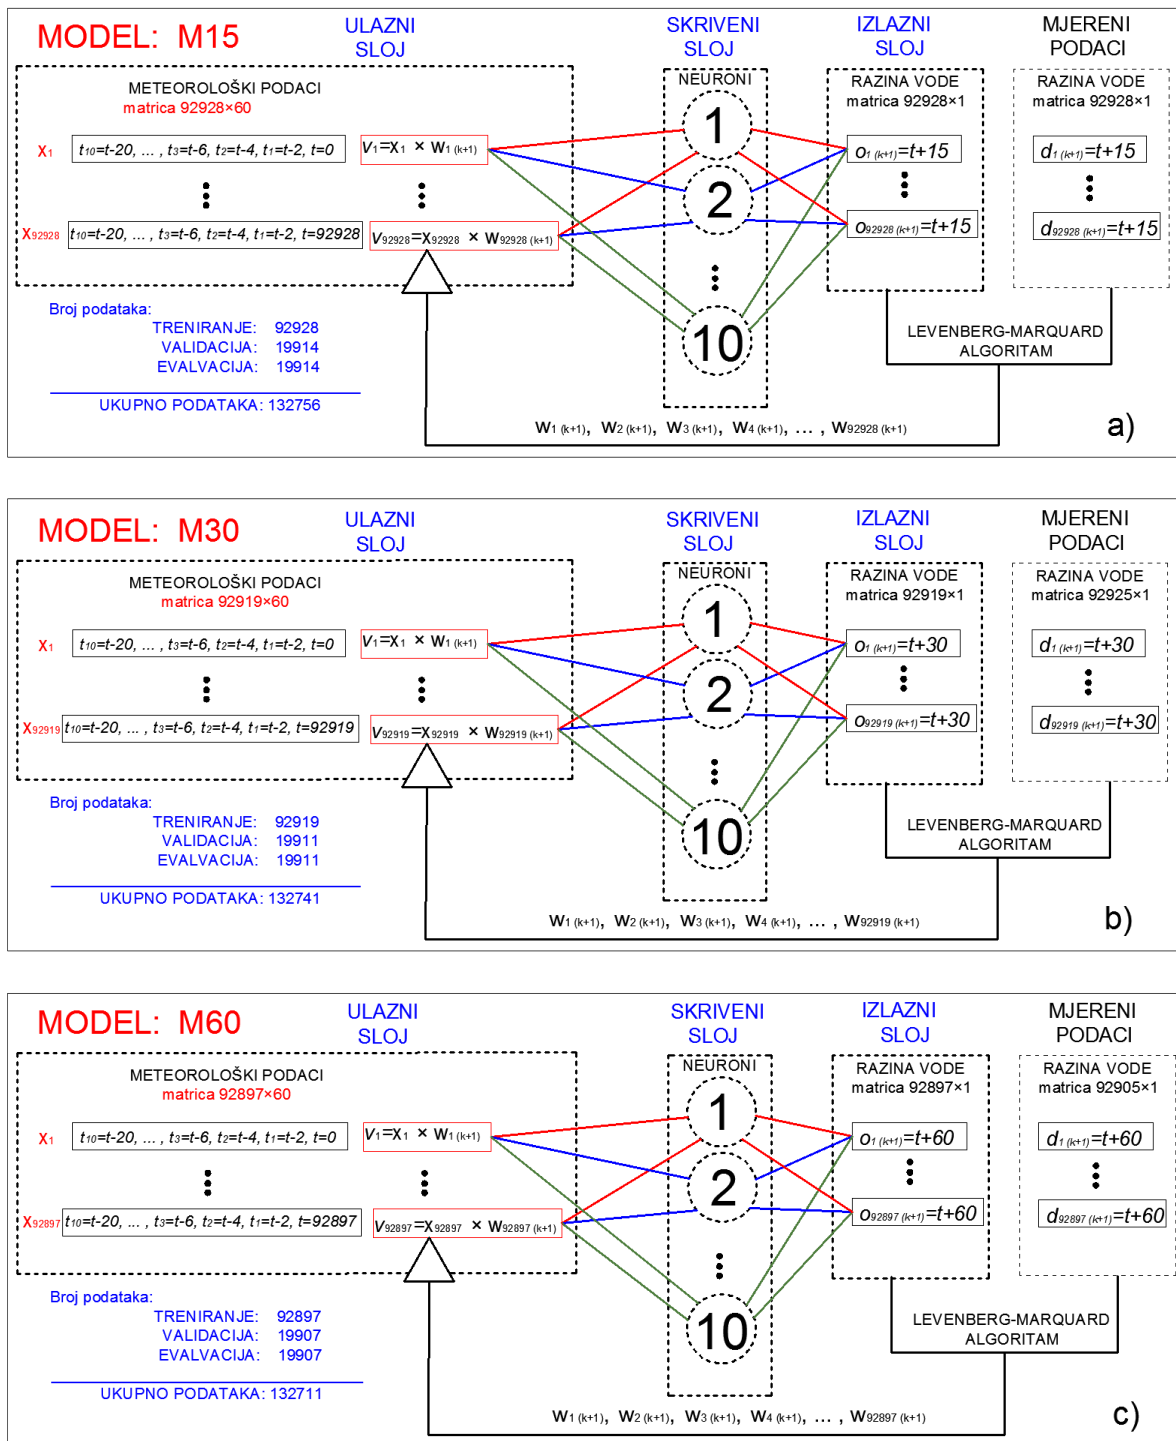 MODEL: M15
ULAZNI
SLOJ
SKRIVENI
SLOJ
IZLAZNI
SLOJ
MJERENI
PODACI
METEOROLOŠKI PODACI
matrica 92928×60
NEURONI
RAZINA VODE
matrica 92928×1
RAZINA VODE
matrica 92928×1
X1 t10=t-20, ... , t3=t-6, t2=t-4, t1=t-2, t=0
V1=X1 × W1 (k+1)
1
O1 (k+1)=t+15
d1 (k+1)=t+15
2
X92928 t10=t-20, ... , t3=t-6, t2=t-4, t1=t-2, t=92928
V92928=X92928 × W92928 (k+1)
O92928 (k+1)=t+15
d92928 (k+1)=t+15
10
Broj podataka:
TRENIRANJE: 92928
VALIDACIJA: 19914
EVALVACIJA: 19914
UKUPNO PODATAKA: 132756
LEVENBERG-MARQUARD
ALGORITAM
W1 (k+1), W2 (k+1), W3 (k+1), W4 (k+1), ... , W92928 (k+1)
a)
MODEL: M30
ULAZNI
SLOJ
SKRIVENI
SLOJ
IZLAZNI
SLOJ
MJERENI
PODACI
METEOROLOŠKI PODACI
matrica 92919×60
NEURONI
RAZINA VODE
matrica 92919×1
RAZINA VODE
matrica 92925×1
X1 t10=t-20, ... , t3=t-6, t2=t-4, t1=t-2, t=0
V1=X1 × W1 (k+1)
1
O1 (k+1)=t+30
d1 (k+1)=t+30
2
X92919 t10=t-20, ... , t3=t-6, t2=t-4, t1=t-2, t=92919
V92919=X92919 × W92919 (k+1)
O92919 (k+1)=t+30
d92919 (k+1)=t+30
10
Broj podataka:
TRENIRANJE: 92919
VALIDACIJA: 19911
EVALVACIJA: 19911
UKUPNO PODATAKA: 132741
LEVENBERG-MARQUARD
ALGORITAM
W1 (k+1), W2 (k+1), W3 (k+1), W4 (k+1), ... , W92919 (k+1)
b)
MODEL: M60
ULAZNI
SLOJ
SKRIVENI
SLOJ
IZLAZNI
SLOJ
MJERENI
PODACI
METEOROLOŠKI PODACI
matrica 92897×60
NEURONI
RAZINA VODE
matrica 92897×1
RAZINA VODE
matrica 92905×1
X1 t10=t-20, ... , t3=t-6, t2=t-4, t1=t-2, t=0
V1=X1 × W1 (k+1)
1
O1 (k+1)=t+60
d1 (k+1)=t+60
2
X92897 t10=t-20, ... , t3=t-6, t2=t-4, t1=t-2, t=92897
V92897=X92897 × W92897 (k+1)
O92897 (k+1)=t+60
d92897 (k+1)=t+60
10
Broj podataka:
TRENIRANJE: 92897
VALIDACIJA: 19907
EVALVACIJA: 19907
UKUPNO PODATAKA: 132711
LEVENBERG-MARQUARD
ALGORITAM
W1 (k+1), W2 (k+1), W3 (k+1), W4 (k+1), ... , W92897 (k+1)
c)